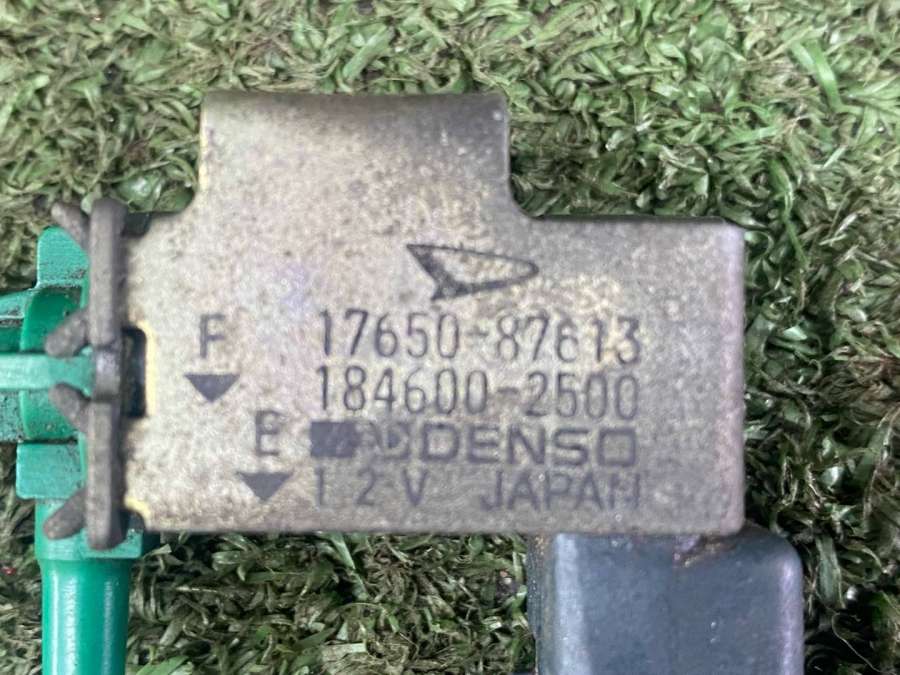 F 17650-87613
184600-2500
E DENSO
12V JAPAN